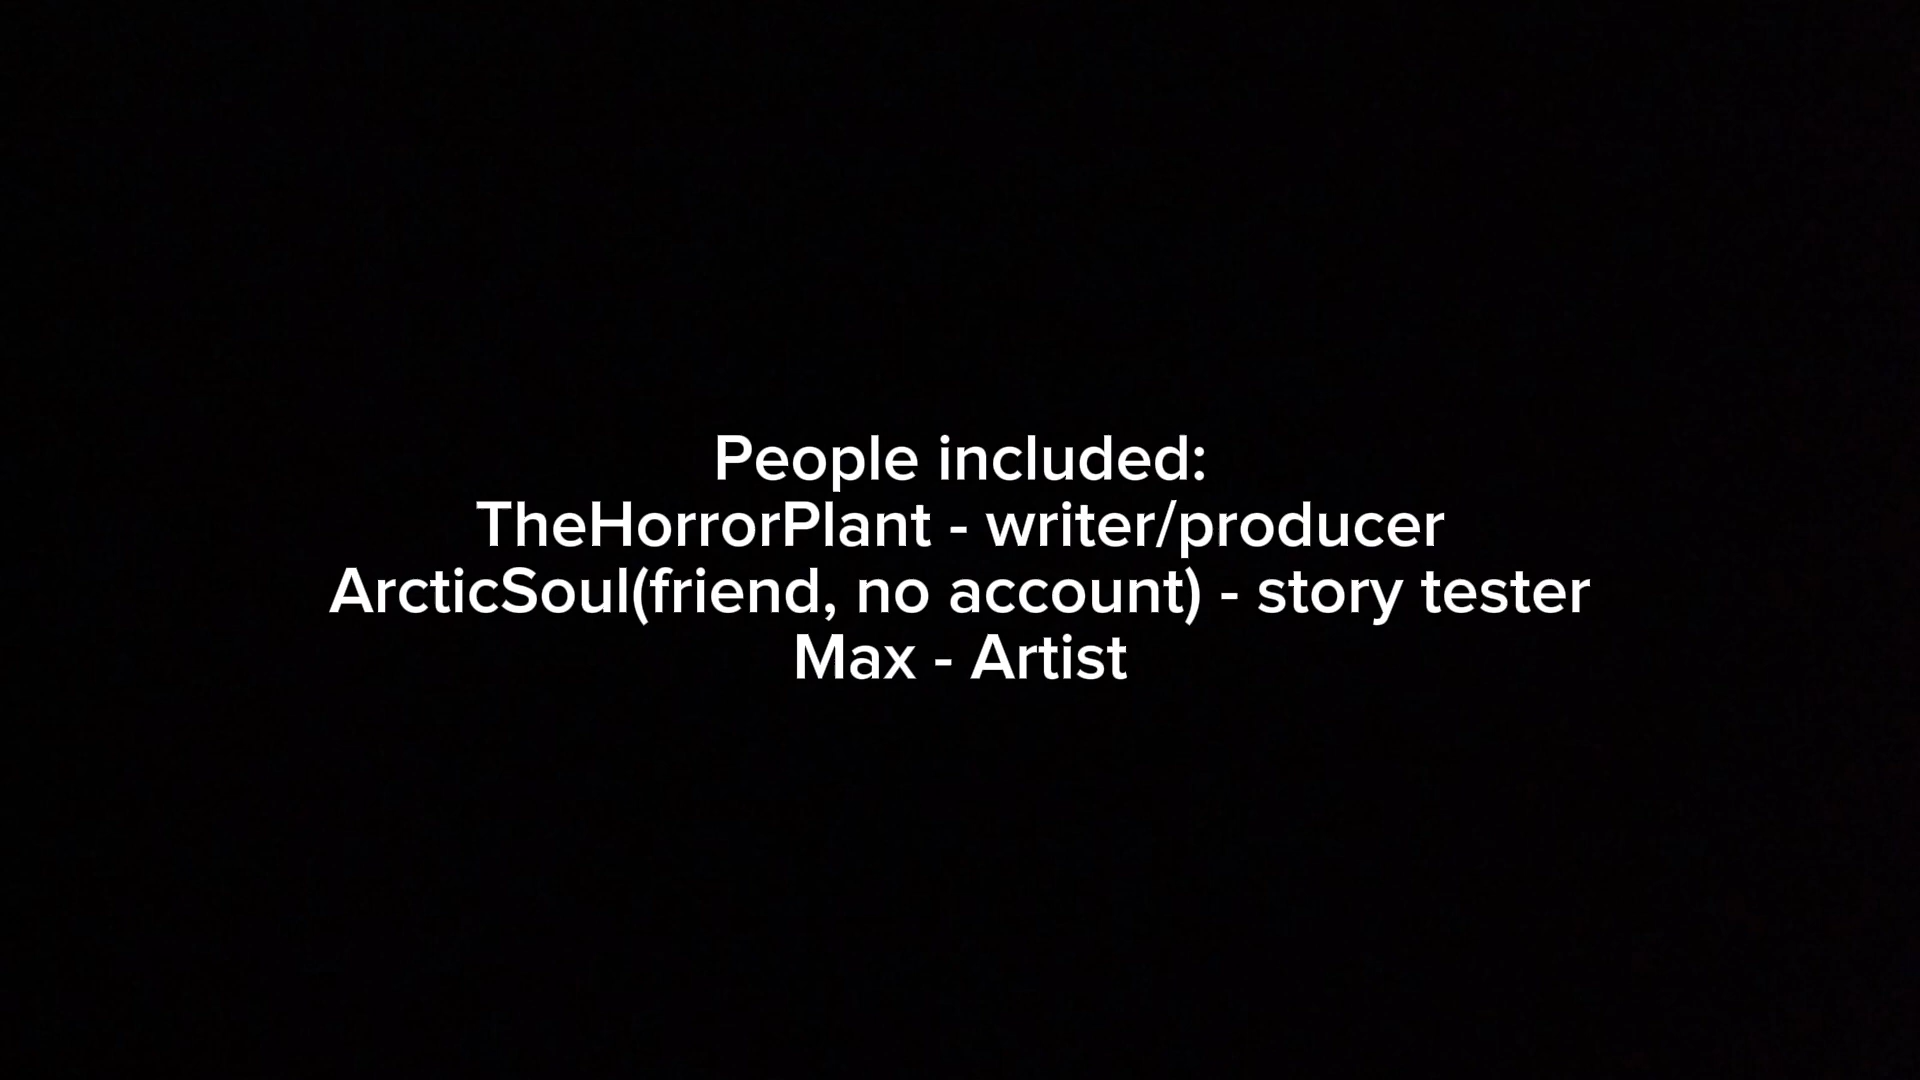 People included:
TheHorrorPlant - writer/producer
ArcticSoul(friend, no account) - story tester
Max - Artist